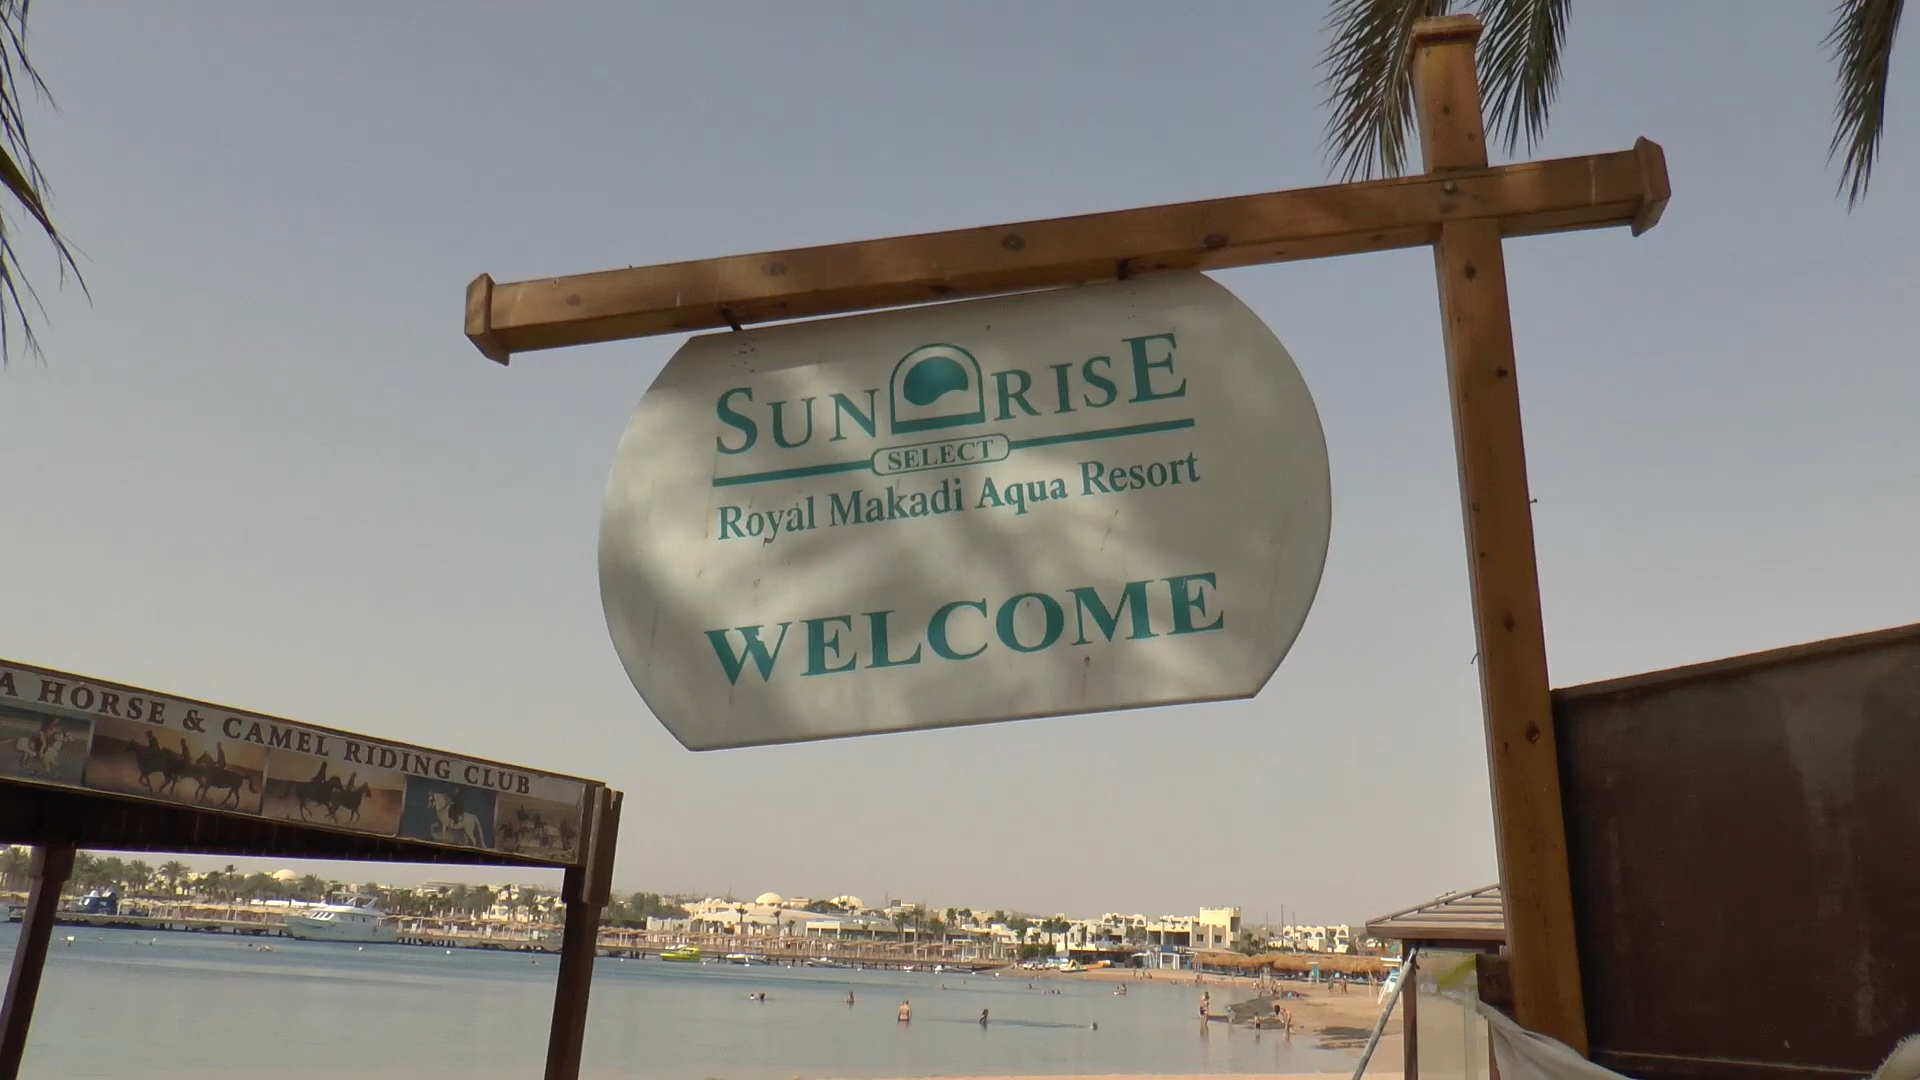 SUNRISE
SELECT
Royal Makadi Aqua Resort
WELCOME
A HORSE & CAMEL RIDING CLUB